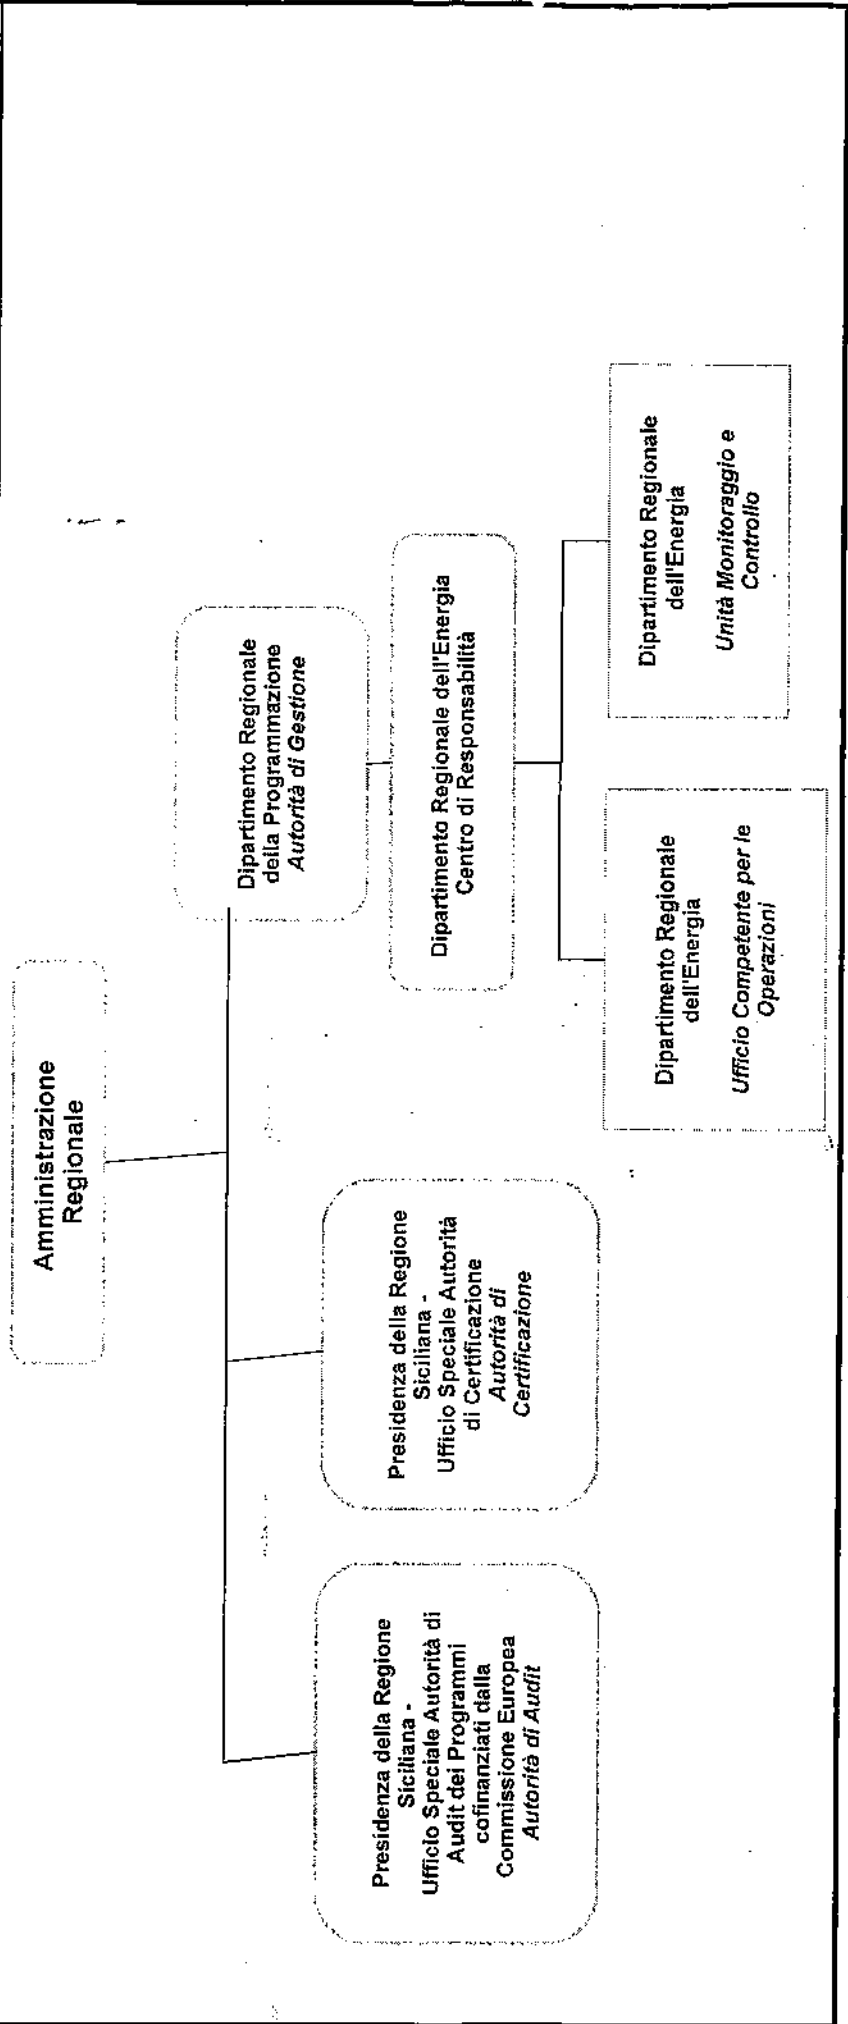 Amministrazione
Regionale
Presidenza della Regione
Siciliana -
Ufficio Speciale Autorità di
Audit dei Programmi
cofinanziati dalla
Commissione Europea
Autorità di Audit
Presidenza della Regione
Siciliana -
Ufficio Speciale Autorità
di Certificazione
Autorità di
Certificazione
Dipartimento Regionale
della Programmazione
Autorità di Gestione
Dipartimento Regionale dell'Energia
Centro di Responsabilità
Dipartimento Regionale
dell'Energia
Ufficio Competente per le
Operazioni
Dipartimento Regionale
dell'Energia
Unità Monitoraggio e
Controllo